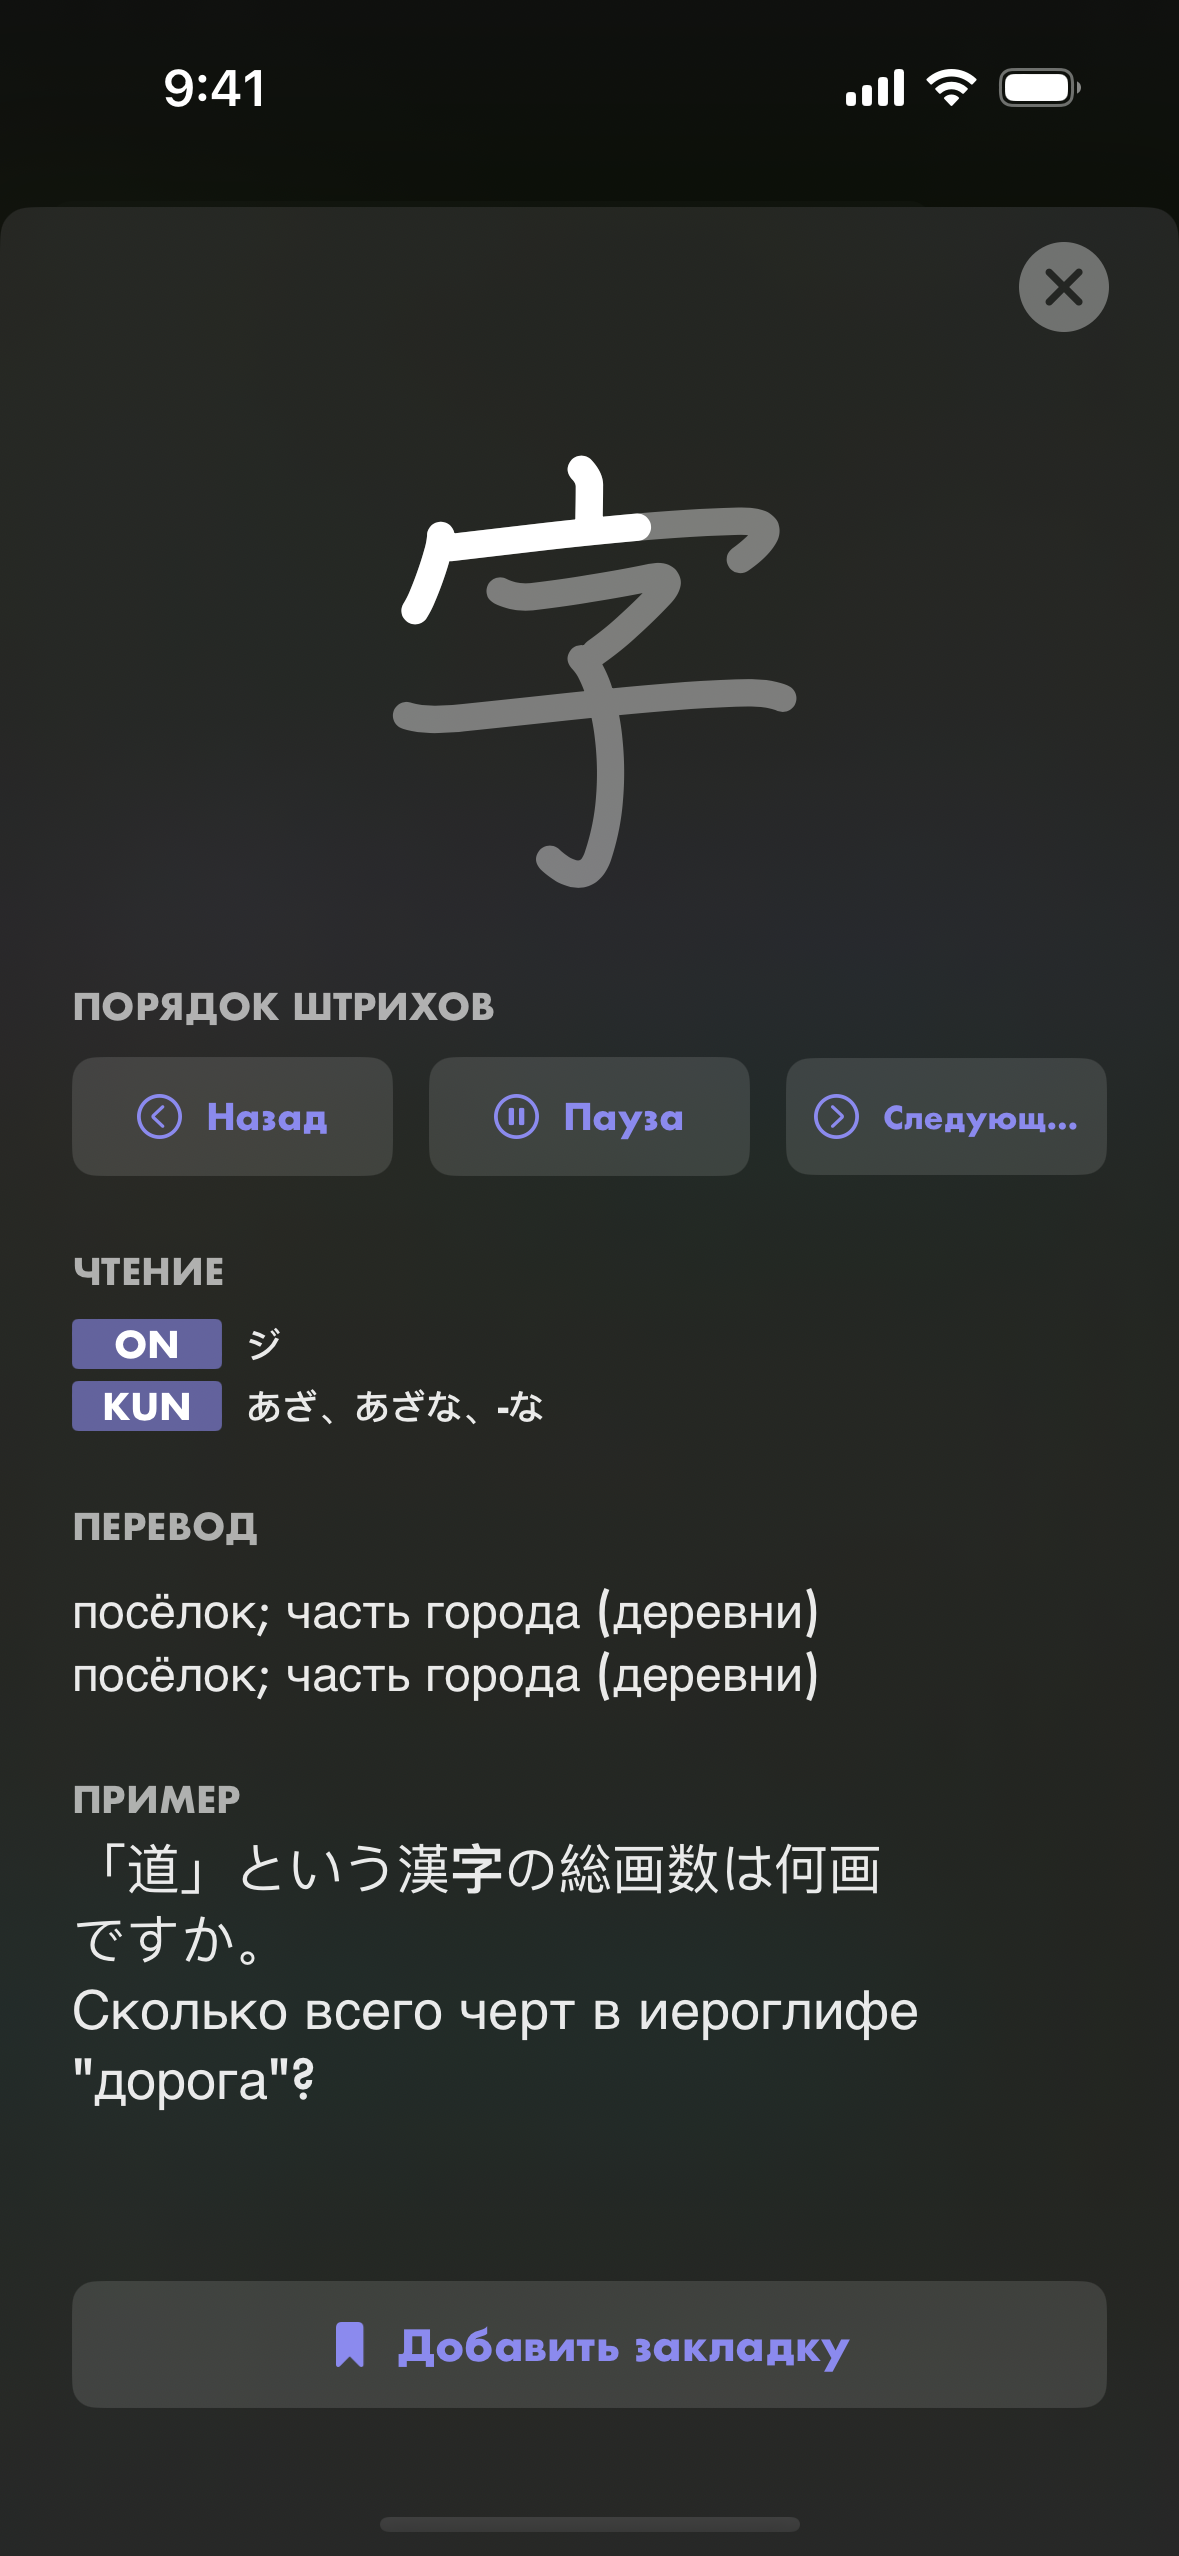 9:41
字
ПОРЯДОК ШТРИХОВ
Назад
Пауза
Следующ...
ЧТЕНИЕ
ON ジ
KUN あざ、あざな、-な
ПЕРЕВОД
посёлок; часть города (деревни)
посёлок; часть города (деревни)
ПРИМЕР
「道」という漢字の総画数は何画
ですか。
Сколько всего черт в иероглифе
"дорога"?
Добавить закладку